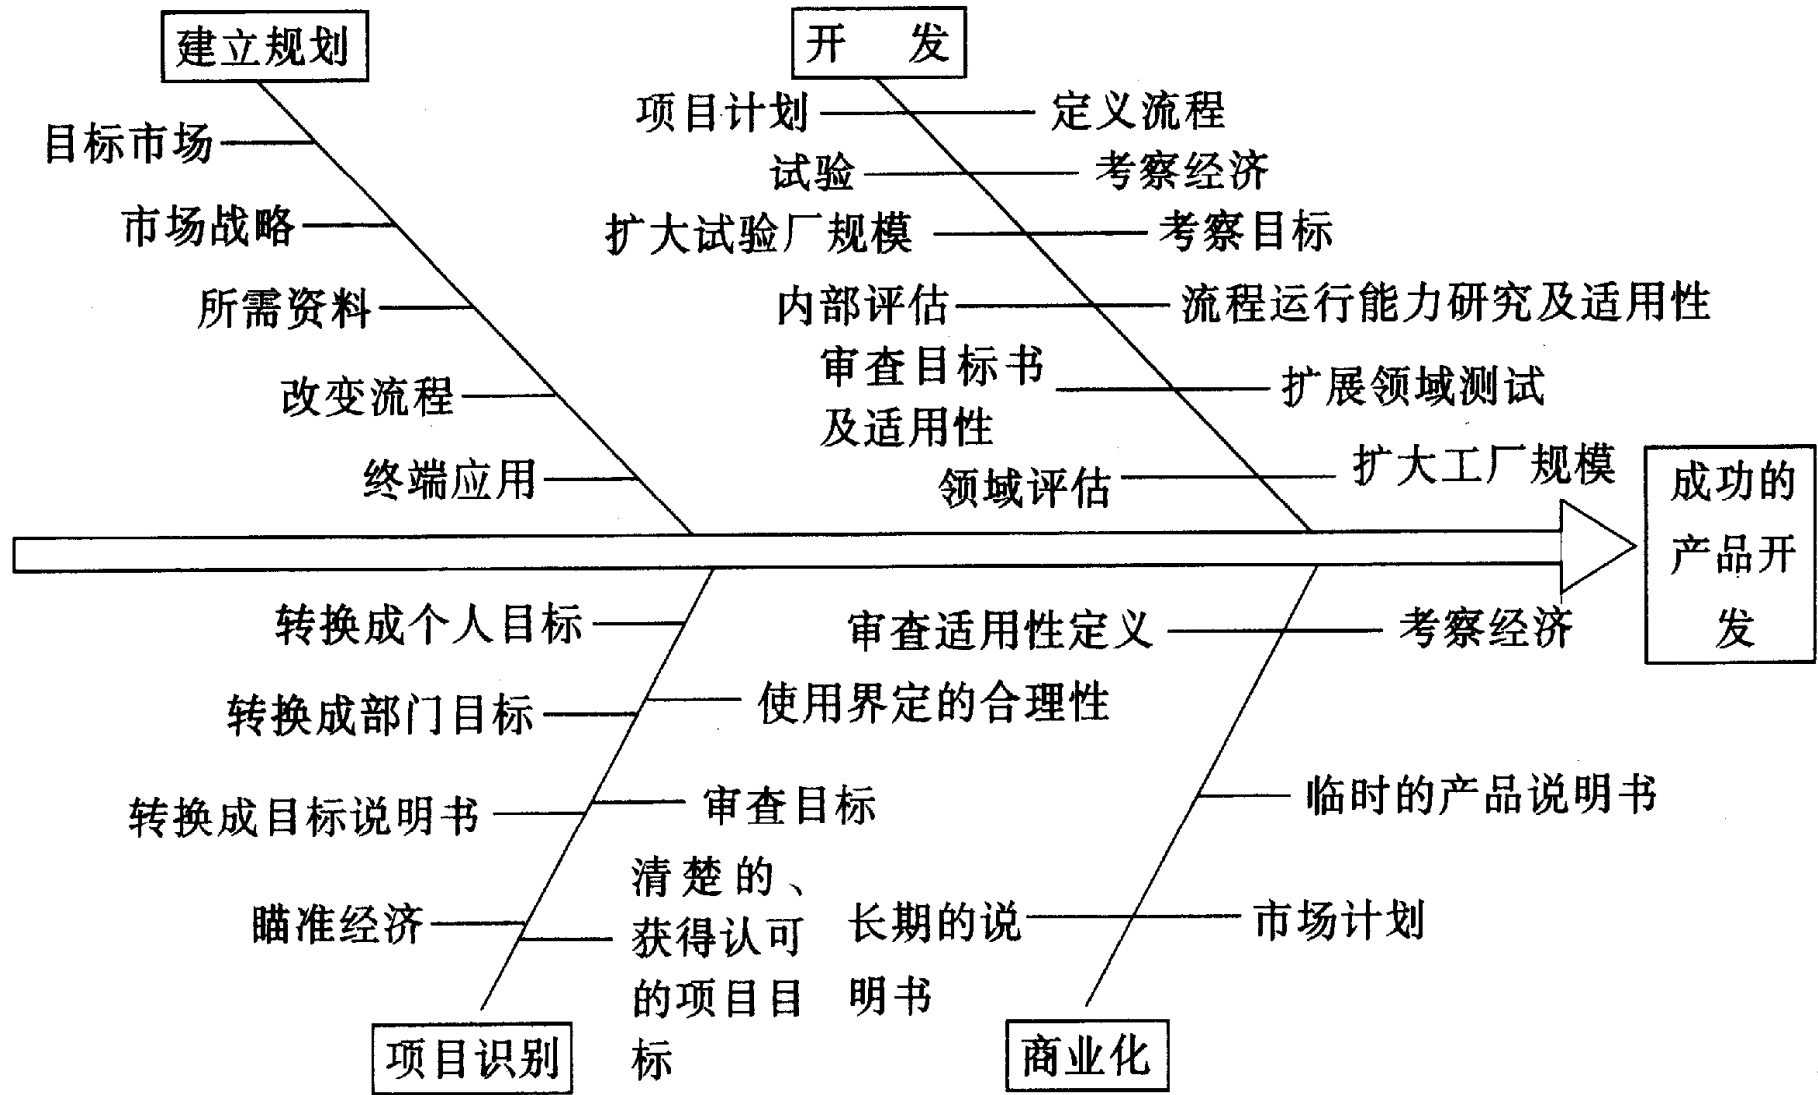 建立规划
开 发
项目计划
定义流程
目标市场
试验
考察经济
市场战略
扩大试验厂规模
考察目标
所需资料
内部评估
流程运行能力研究及适用性
改变流程
审查目标书
及适用性
扩展领域测试
终端应用
领域评估
扩大工厂规模
成功的
产品开
发
转换成个人目标
审查适用性定义
考察经济
转换成部门目标
使用界定的合理性
转换成目标说明书
审查目标
临时的产品说明书
瞄准经济
清楚的、
获得认可
的项目目
标
长期的说
明书
市场计划
项目识别
商业化